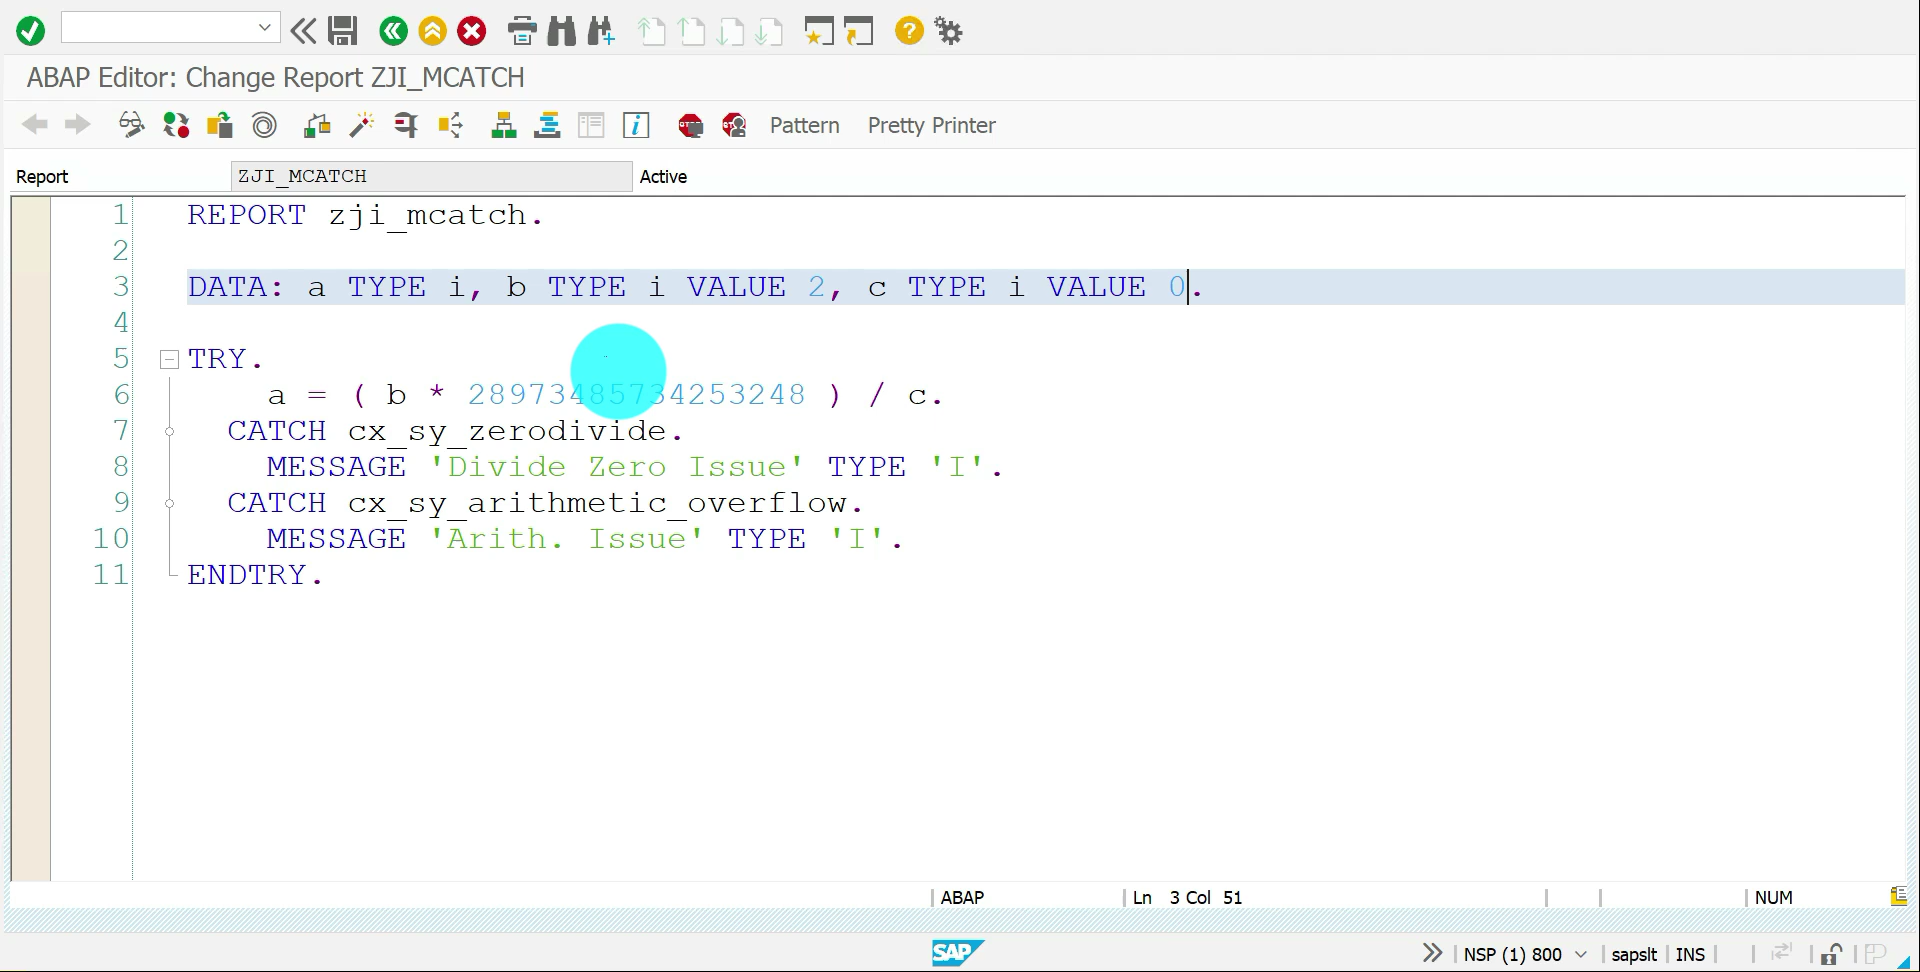 ABAP Editor: Change Report ZJI_MCATCH
Pattern Pretty Printer
Report ZJI_MCATCH Active
1 REPORT zji_mcatch.
2
3 DATA: a TYPE i, b TYPE i VALUE 2, c TYPE i VALUE 0.
4
5 TRY.
6 a = ( b * 28973485734253248 ) / c.
7 CATCH cx_sy_zerodivide.
8 MESSAGE 'Divide Zero Issue' TYPE 'I'.
9 CATCH cx_sy_arithmetic_overflow.
10 MESSAGE 'Arith. Issue' TYPE 'I'.
11 ENDTRY.
ABAP Ln 3 Col 51 NUM
SAP NSP (1) 800 sapslt INS